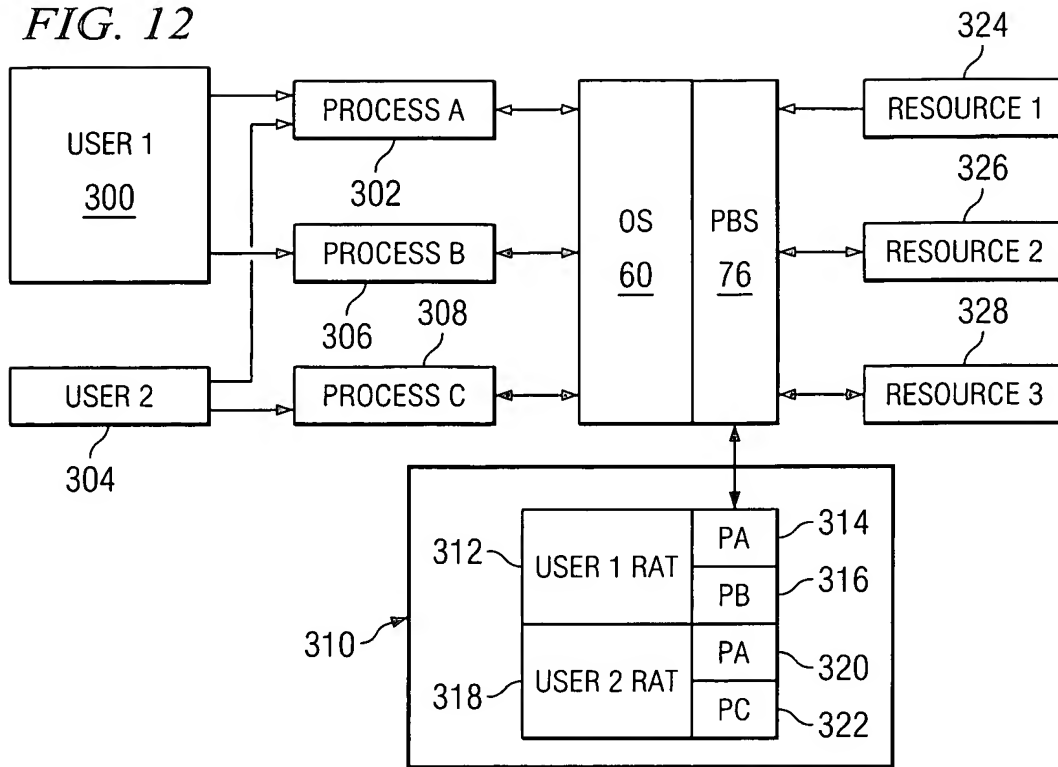 FIG. 12
324
USER 1
300
PROCESS A
302
OS
60
PBS
76
RESOURCE 1
326
PROCESS B
306
308
RESOURCE 2
328
USER 2
304
PROCESS C
RESOURCE 3
310
312
USER 1 RAT
PA
314
PB
316
318
USER 2 RAT
PA
320
PC
322